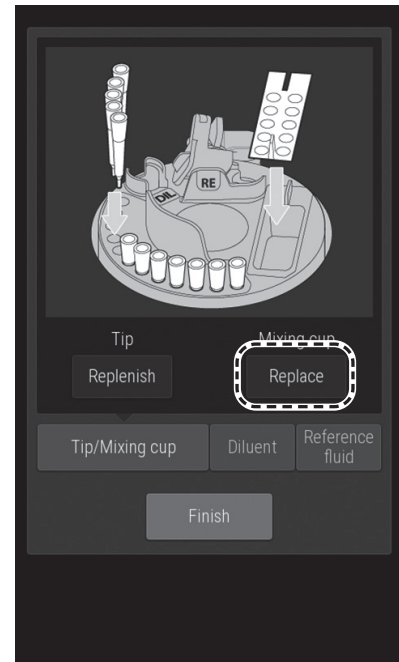 DIL
RE
Tip
Mixing cup
Replenish
Replace
Tip/Mixing cup
Diluent
Reference
fluid
Finish